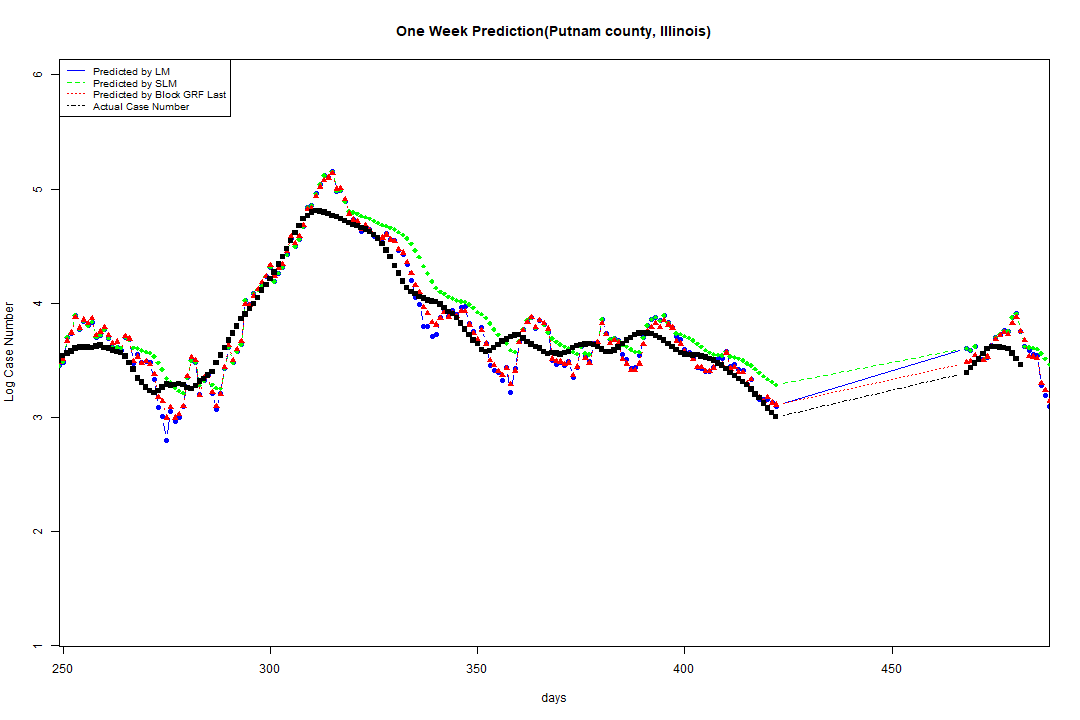 One Week Prediction(Putnam county, Illinois)
Predicted by LM
Predicted by SLM
Predicted by Block GRF Last
Actual Case Number
6
5
4
3
2
1
Log Case Number
250 300 350 400 450
days